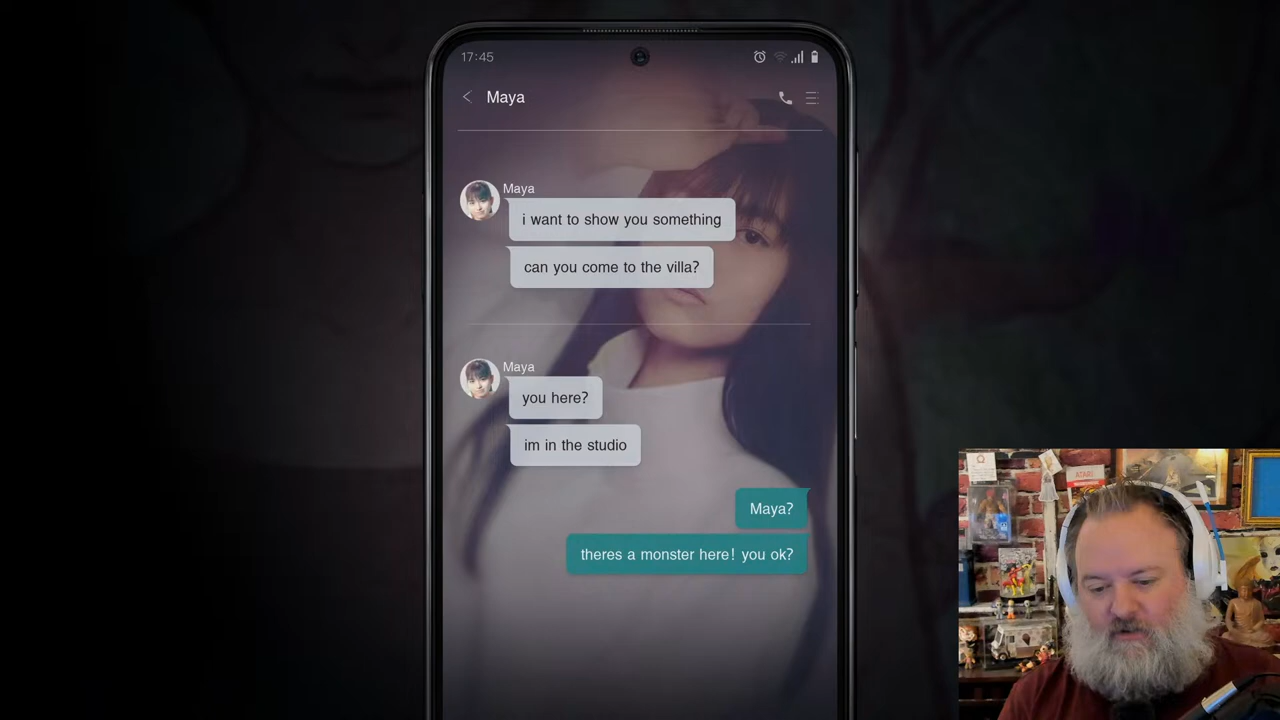 17:45
Maya
Maya
i want to show you something
can you come to the villa?
Maya
you here?
im in the studio
Maya?
theres a monster here! you ok?
ATARI